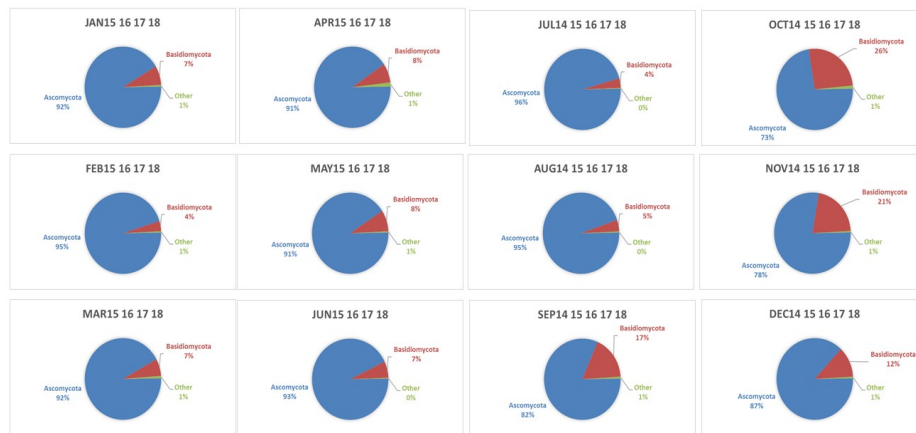 JAN15 16 17 18
Basidiomycota
7%
Ascomycota
92%
Other
1%
APR15 16 17 18
Basidiomycota
8%
Ascomycota
91%
Other
1%
JUL14 15 16 17 18
Basidiomycota
4%
Ascomycota
96%
Other
0%
OCT14 15 16 17 18
Basidiomycota
26%
Other
1%
Ascomycota
73%
FEB15 16 17 18
Basidiomycota
4%
Ascomycota
95%
Other
1%
MAY15 16 17 18
Basidiomycota
8%
Ascomycota
91%
Other
1%
AUG14 15 16 17 18
Basidiomycota
5%
Ascomycota
95%
Other
0%
NOV14 15 16 17 18
Basidiomycota
21%
Other
1%
Ascomycota
78%
MAR15 16 17 18
Basidiomycota
7%
Ascomycota
92%
Other
1%
JUN15 16 17 18
Basidiomycota
7%
Ascomycota
93%
Other
0%
SEP14 15 16 17 18
Basidiomycota
17%
Other
1%
Ascomycota
82%
DEC14 15 16 17 18
Basidiomycota
12%
Other
1%
Ascomycota
87%